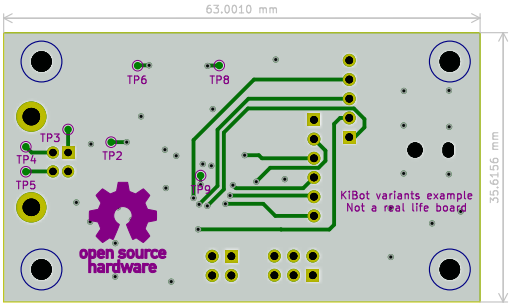 63.0010 mm
TP6
TP8
TP3
TP2
TP4
TP5
TP9
35.6156 mm
KiBot variants example
Not a real life board
open source
hardware